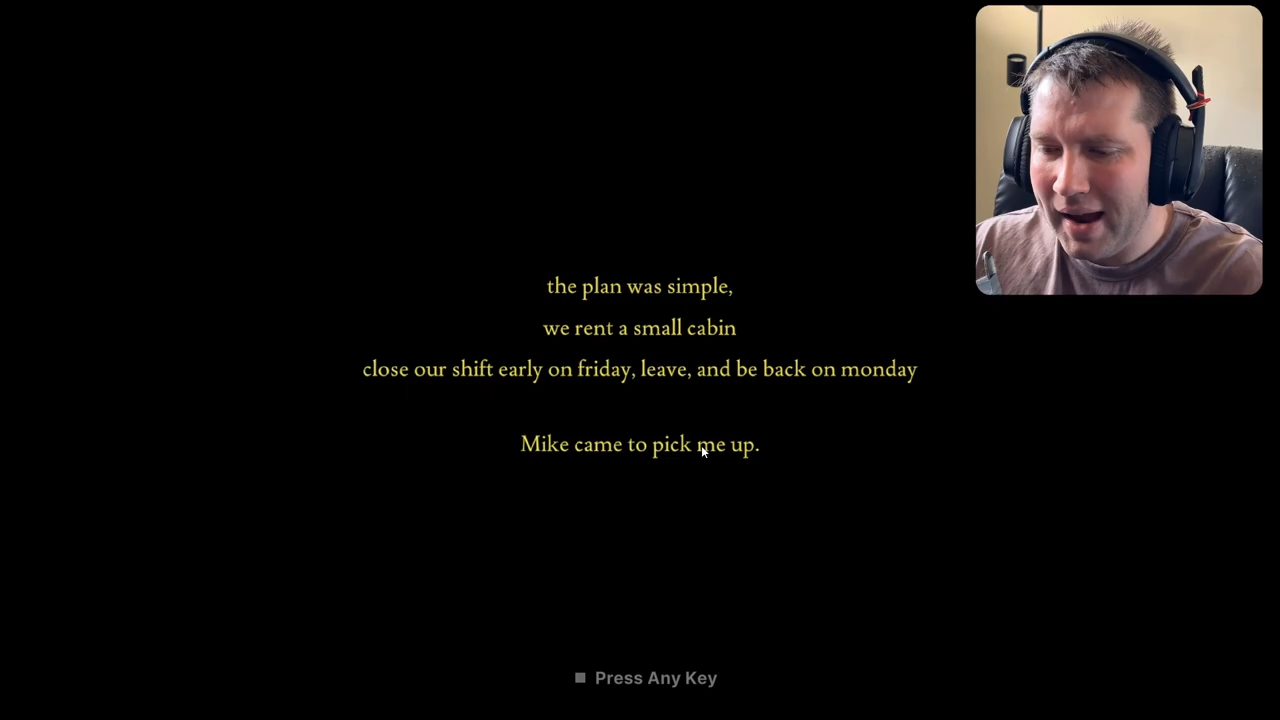 the plan was simple,
we rent a small cabin
close our shift early on friday, leave, and be back on monday
Mike came to pick me up.
Press Any Key